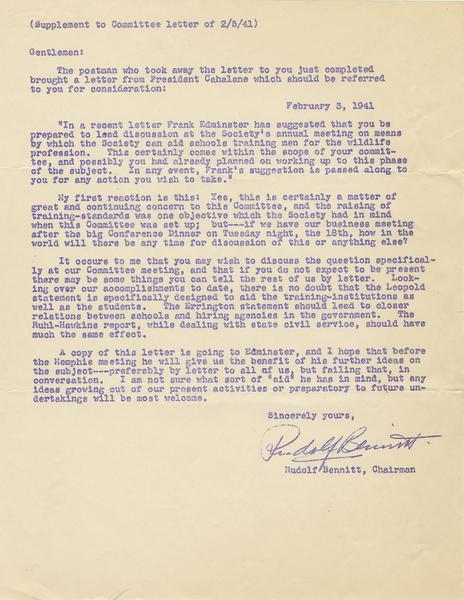 (Supplement to Committee letter of 2/5/41)
Gentlemen:
The postman who took away the letter to you just completed
brought a letter from President Cahalane which should be referred
to you for consideration:
February 3, 1941
"In a recent letter Frank Edminster has suggested that you be
prepared to lead discussion at the Society's annual meeting on means
by which the Society can aid schools training men for the wildlife
profession. This certainly comes within the scope of your commit-
tee, and possibly you had already planned on working up to this phase
of the subject. In any event, Frank's suggestion is passed along to
you for any action you wish to take."
My first reaction is this: Yes, this is certainly a matter of
great and continuing concern to this Committee, and the raising of
training-standards was one objective which the Society had in mind
when this Committee was set up; but---if we have our business meeting
after the big Conference Dinner on Tuesday night, the 18th, how in the
world will there be any time for discussion of this or anything else?
It occurs to me that you may wish to discuss the question specifical-
ly at our Committee meeting, and that if you do not expect to be present
there may be some things you can tell the rest of us by letter. Look-
ing over our accomplishments to date, there is no doubt that the Leopold
statement is specifically designed to aid the training-institutions as
well as the students. The Errington statement should lead to closer
relations between schools and hiring agencies in the government. The
Ruhl-Hawkins report, while dealing with state civil service, should have
much the same effect.
A copy of this letter is going to Edminster, and I hope that before
the Memphis meeting he will give us the benefit of his further ideas on
the subject---preferably by letter to all of us, but failing that, in
conversation. I am not sure what sort of "aid" he has in mind, but any
ideas growing out of our present activities or preparatory to future un-
dertakings will be most welcome.
Sincerely yours,
Rudolf Bennitt.
Rudolf Bennitt, Chairman